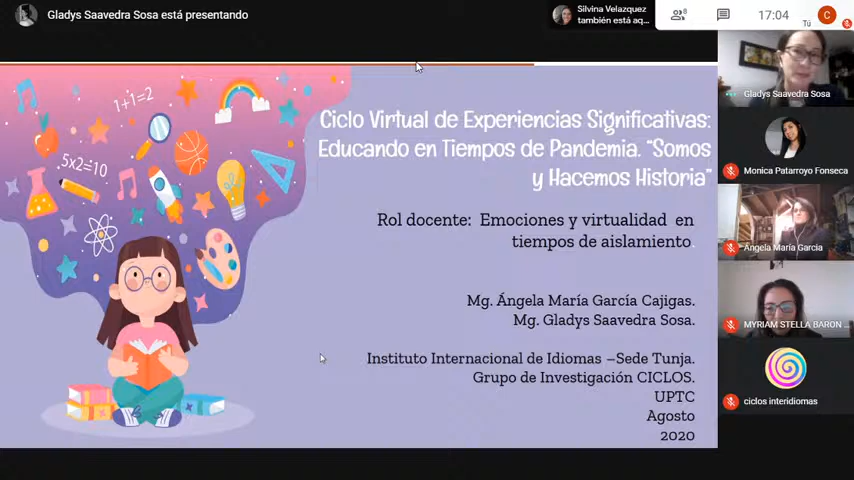 Gladys Saavedra Sosa está presentando
Silvina Velazquez
también está aq...
8
17:04
Tú
C
1+1=2
5x2=10
Ciclo Virtual de Experiencias Significativas:
Educando en Tiempos de Pandemia. "Somos
y Hacemos Historia"
Rol docente: Emociones y virtualidad en
tiempos de aislamiento.
Mg. Ángela María García Cajigas.
Mg. Gladys Saavedra Sosa.
Instituto Internacional de Idiomas –Sede Tunja.
Grupo de Investigación CICLOS.
UPTC
Agosto
2020
Gladys Saavedra Sosa
Monica Patarroyo Fonseca
Ángela María García
MYRIAM STELLA BARON ...
ciclos interidiomas